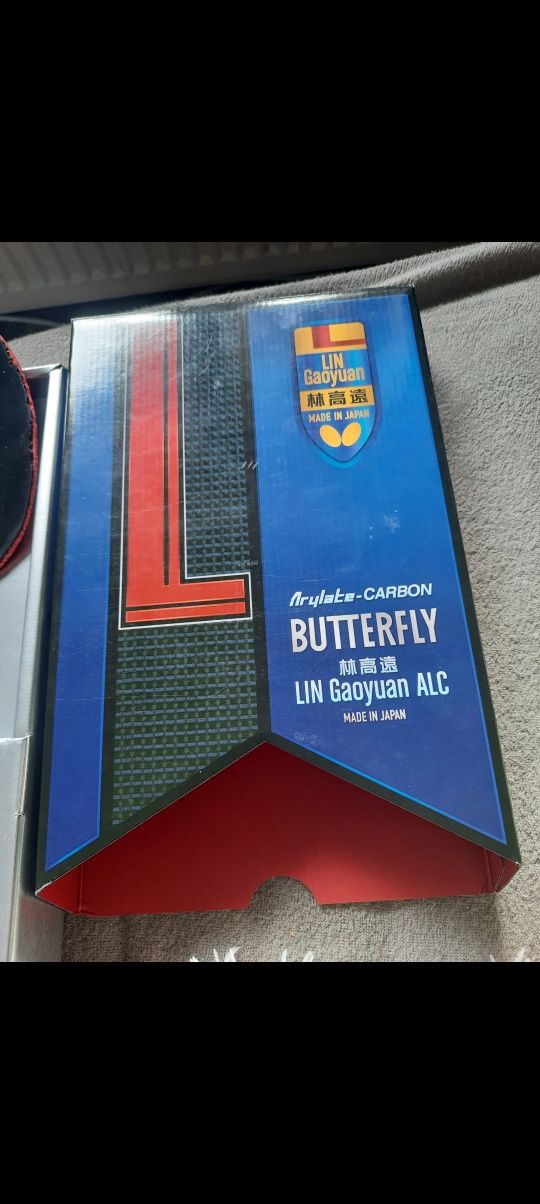 L
LIN
Gaoyuan
林高遠
MADE IN JAPAN
Arylate-CARBON
BUTTERFLY
林高遠
LIN Gaoyuan ALC
MADE IN JAPAN